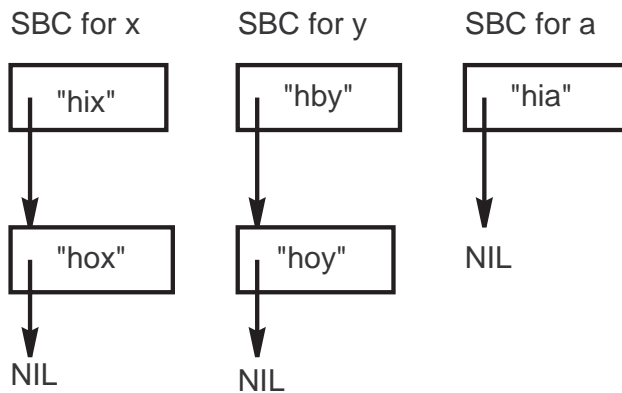 SBC for x SBC for y SBC for a
"hix" "hby" "hia"
"hox" "hoy" NIL
NIL NIL